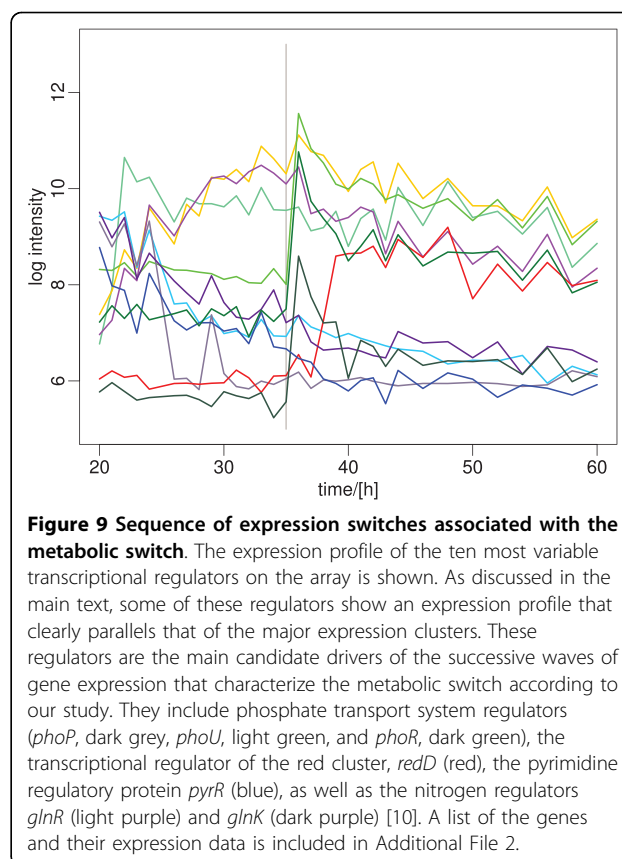 12
10
8
6
log intensity
20
30
40
50
60
time/[h]
Figure 9 Sequence of expression switches associated with the
metabolic switch. The expression profile of the ten most variable
transcriptional regulators on the array is shown. As discussed in the
main text, some of these regulators show an expression profile that
clearly parallels that of the major expression clusters. These
regulators are the main candidate drivers of the successive waves of
gene expression that characterize the metabolic switch according to
our study. They include phosphate transport system regulators
(phoP, dark grey, phoU, light green, and phoR, dark green), the
transcriptional regulator of the red cluster, redD (red), the pyrimidine
regulatory protein pyrR (blue), as well as the nitrogen regulators
glnR (light purple) and glnK (dark purple) [10]. A list of the genes
and their expression data is included in Additional File 2.